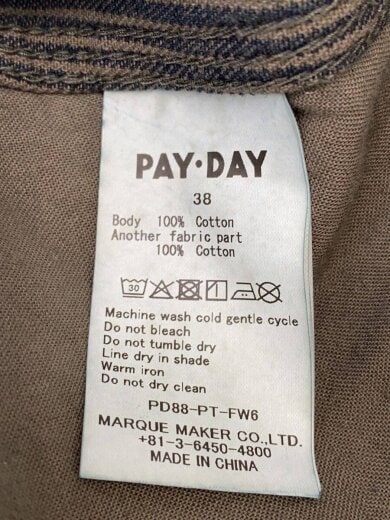 PAY·DAY
38
Body 100% Cotton
Another fabric part
100% Cotton
30
Machine wash cold gentle cycle
Do not bleach
Do not tumble dry
Line dry in shade
Warm iron
Do not dry clean
PD88-PT-FW6
MARQUE MAKER CO.,LTD.
+81-3-6450-4800
MADE IN CHINA